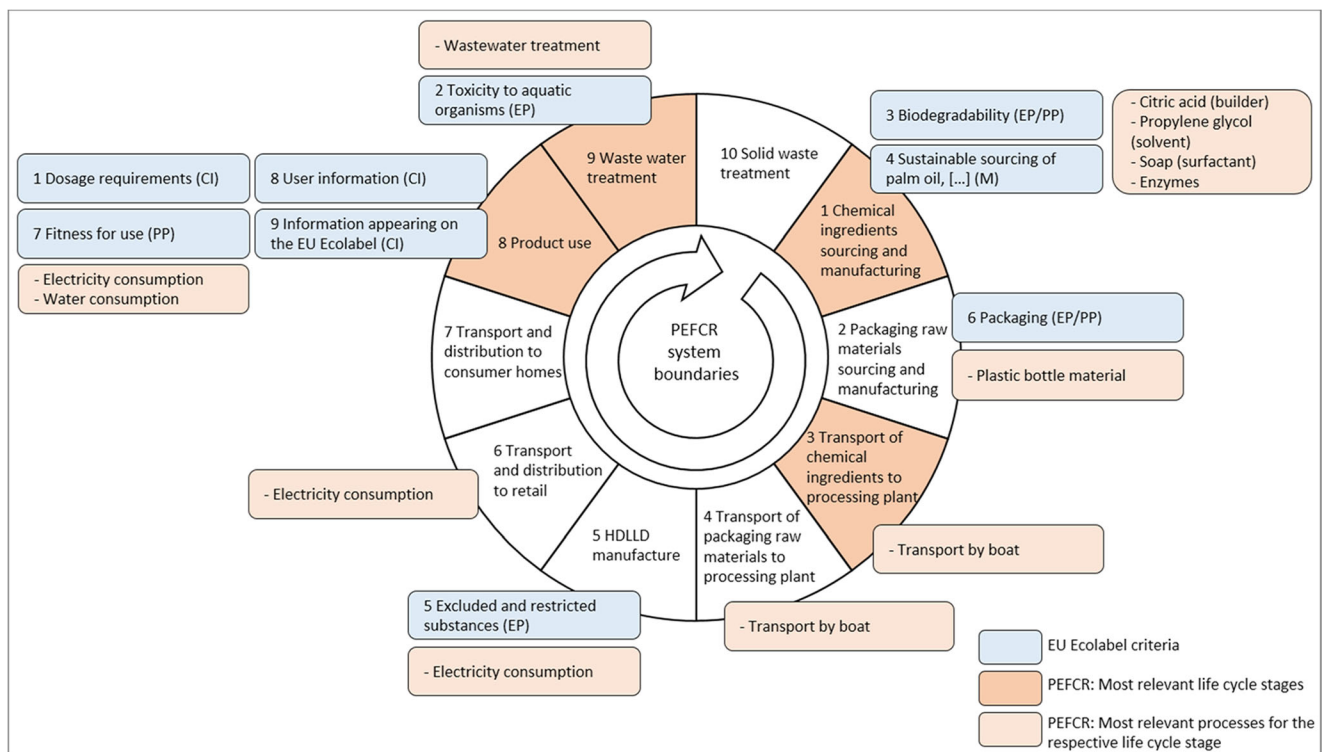 - Wastewater treatment
2 Toxicity to aquatic
organisms (EP)
1 Dosage requirements (CI)
8 User information (CI)
7 Fitness for use (PP)
9 Information appearing on
the EU Ecolabel (CI)
- Electricity consumption
- Water consumption
3 Biodegradability (EP/PP)
4 Sustainable sourcing of
palm oil, [...] (M)
- Citric acid (builder)
- Propylene glycol
(solvent)
- Soap (surfactant)
- Enzymes
9 Waste water
treatment
10 Solid waste
treatment
1 Chemical
ingredients
sourcing and
manufacturing
8 Product use
6 Packaging (EP/PP)
- Plastic bottle material
2 Packaging raw
materials
sourcing and
manufacturing
PEFCR
system
boundaries
7 Transport and
distribution to
consumer homes
3 Transport of
chemical
ingredients to
processing plant
6 Transport
and distribution
to retail
- Electricity consumption
4 Transport of
packaging raw
materials to
processing plant
5 HDLLD
manufacture
- Transport by boat
5 Excluded and restricted
substances (EP)
- Electricity consumption
- Transport by boat
EU Ecolabel criteria
PEFCR: Most relevant life cycle stages
PEFCR: Most relevant processes for the
respective life cycle stage